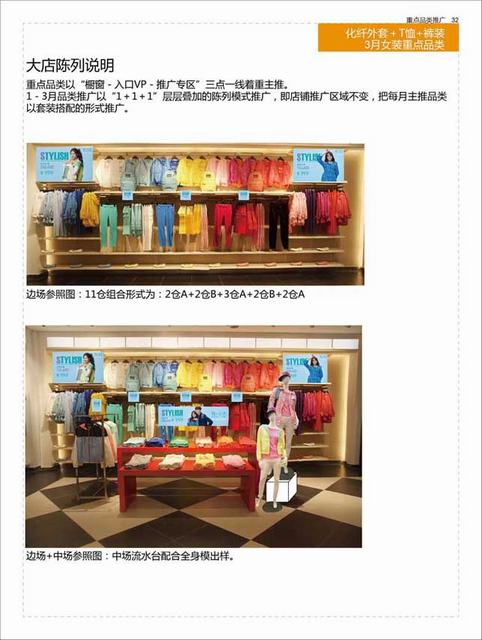 重点品类推广 32
化纤外套+T恤+裤装
3月女装重点品类
大店陈列说明
重点品类以“橱窗-入口VP-推广专区”三点一线着重主推。
1-3月品类推广以“1+1+1”层层叠加的陈列模式推广，即店铺推广区域不变，把每月主推品类
以套装搭配的形式推广。
STYLISH
STYLISH
边场参照图：11仓组合形式为：2仓A+2仓B+3仓A+2仓B+2仓A
STYLISH
STYLISH
STYLISH
边场+中场参照图：中场流水台配合全身模出样。